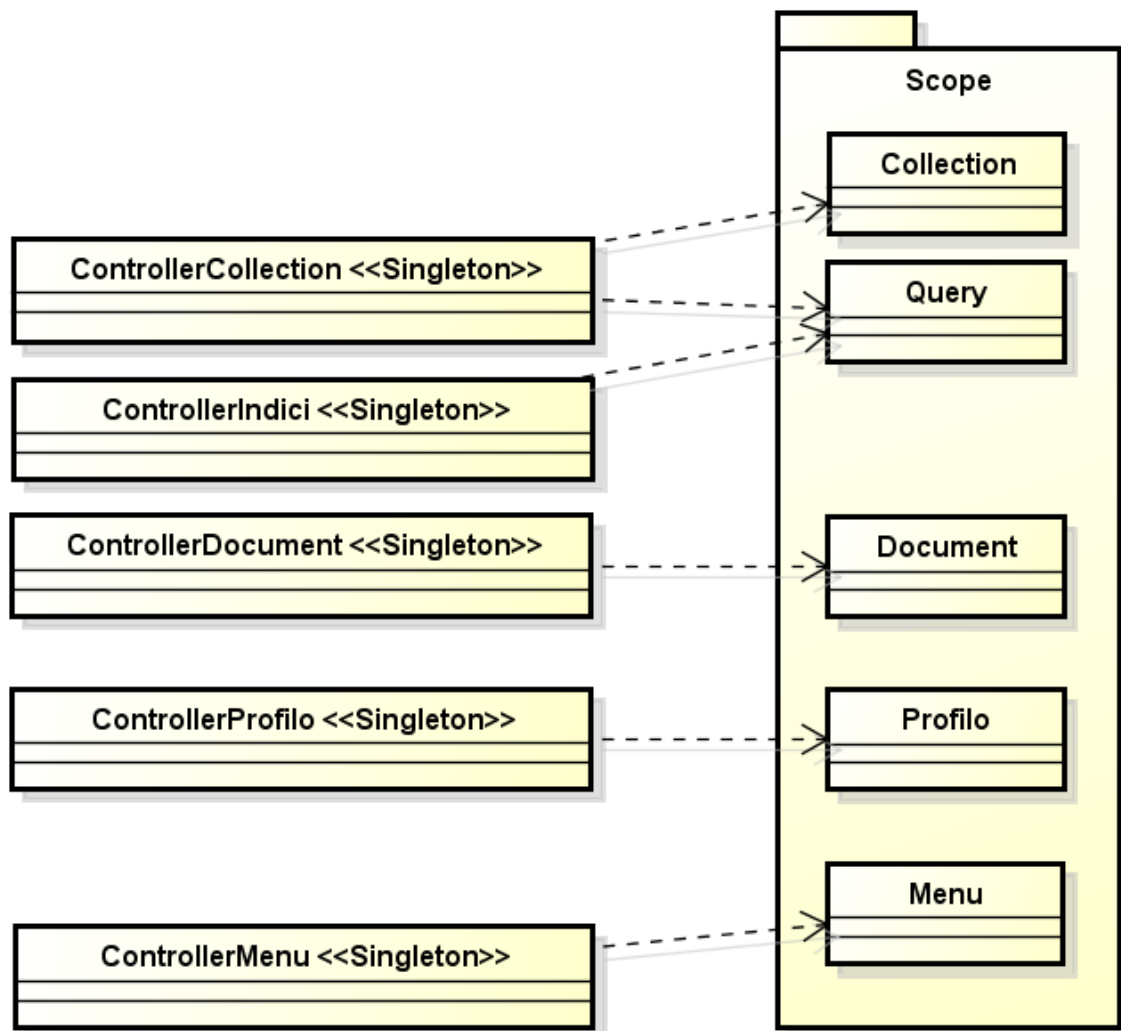 Scope
Collection
ControllerCollection <<Singleton>>
Query
ControllerIndici <<Singleton>>
ControllerDocument <<Singleton>>
Document
ControllerProfilo <<Singleton>>
Profilo
Menu
ControllerMenu <<Singleton>>